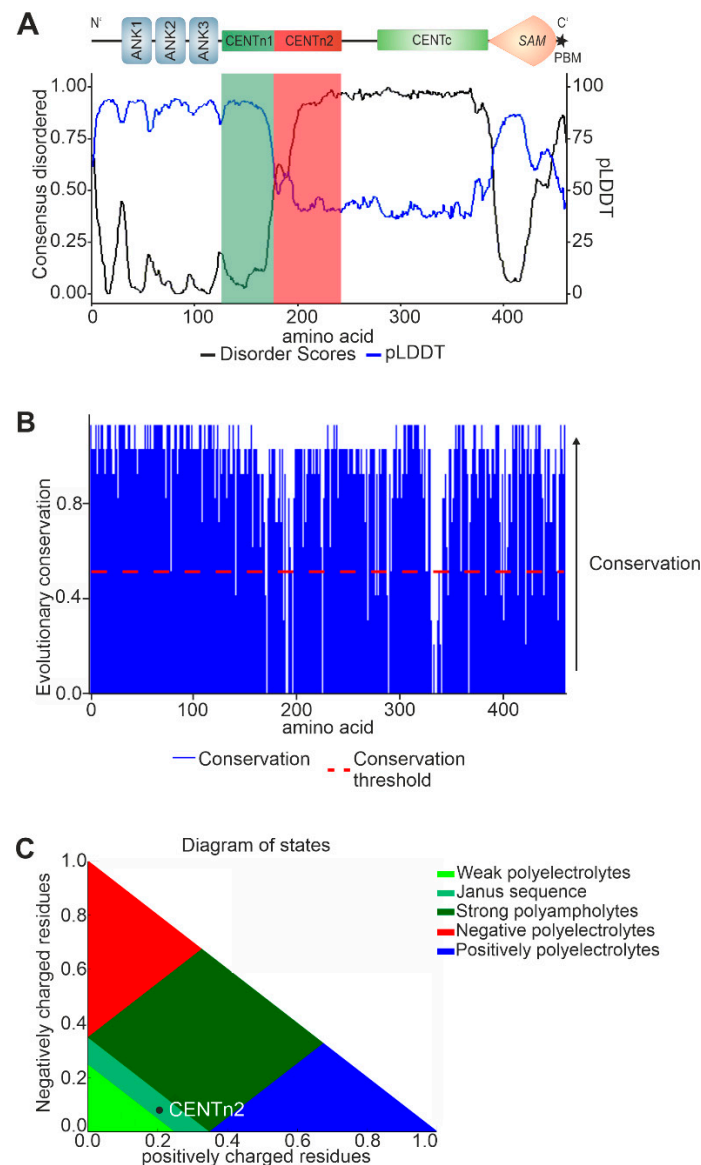 A
N'
C'
ANK1
ANK2
ANK3
CENTn1
CENTn2
CENTc
SAM
PBM
Consensus disordered
1.00
0.75
0.50
0.25
0.00
100
75
50
25
0
pLDDT
0
100
200
300
400
amino acid
Disorder Scores
pLDDT
B
Evolutionary conservation
0.8
0.4
0.0
0
100
200
300
400
amino acid
Conservation
Conservation
Conservation
threshold
C
Diagram of states
Negatively charged residues
1.0
0.8
0.6
0.4
0.2
0.0
CENTn2
0.0
0.2
0.4
0.6
0.8
1.0
positively charged residues
Weak polyelectrolytes
Janus sequence
Strong polyampholytes
Negative polyelectrolytes
Positively polyelectrolytes